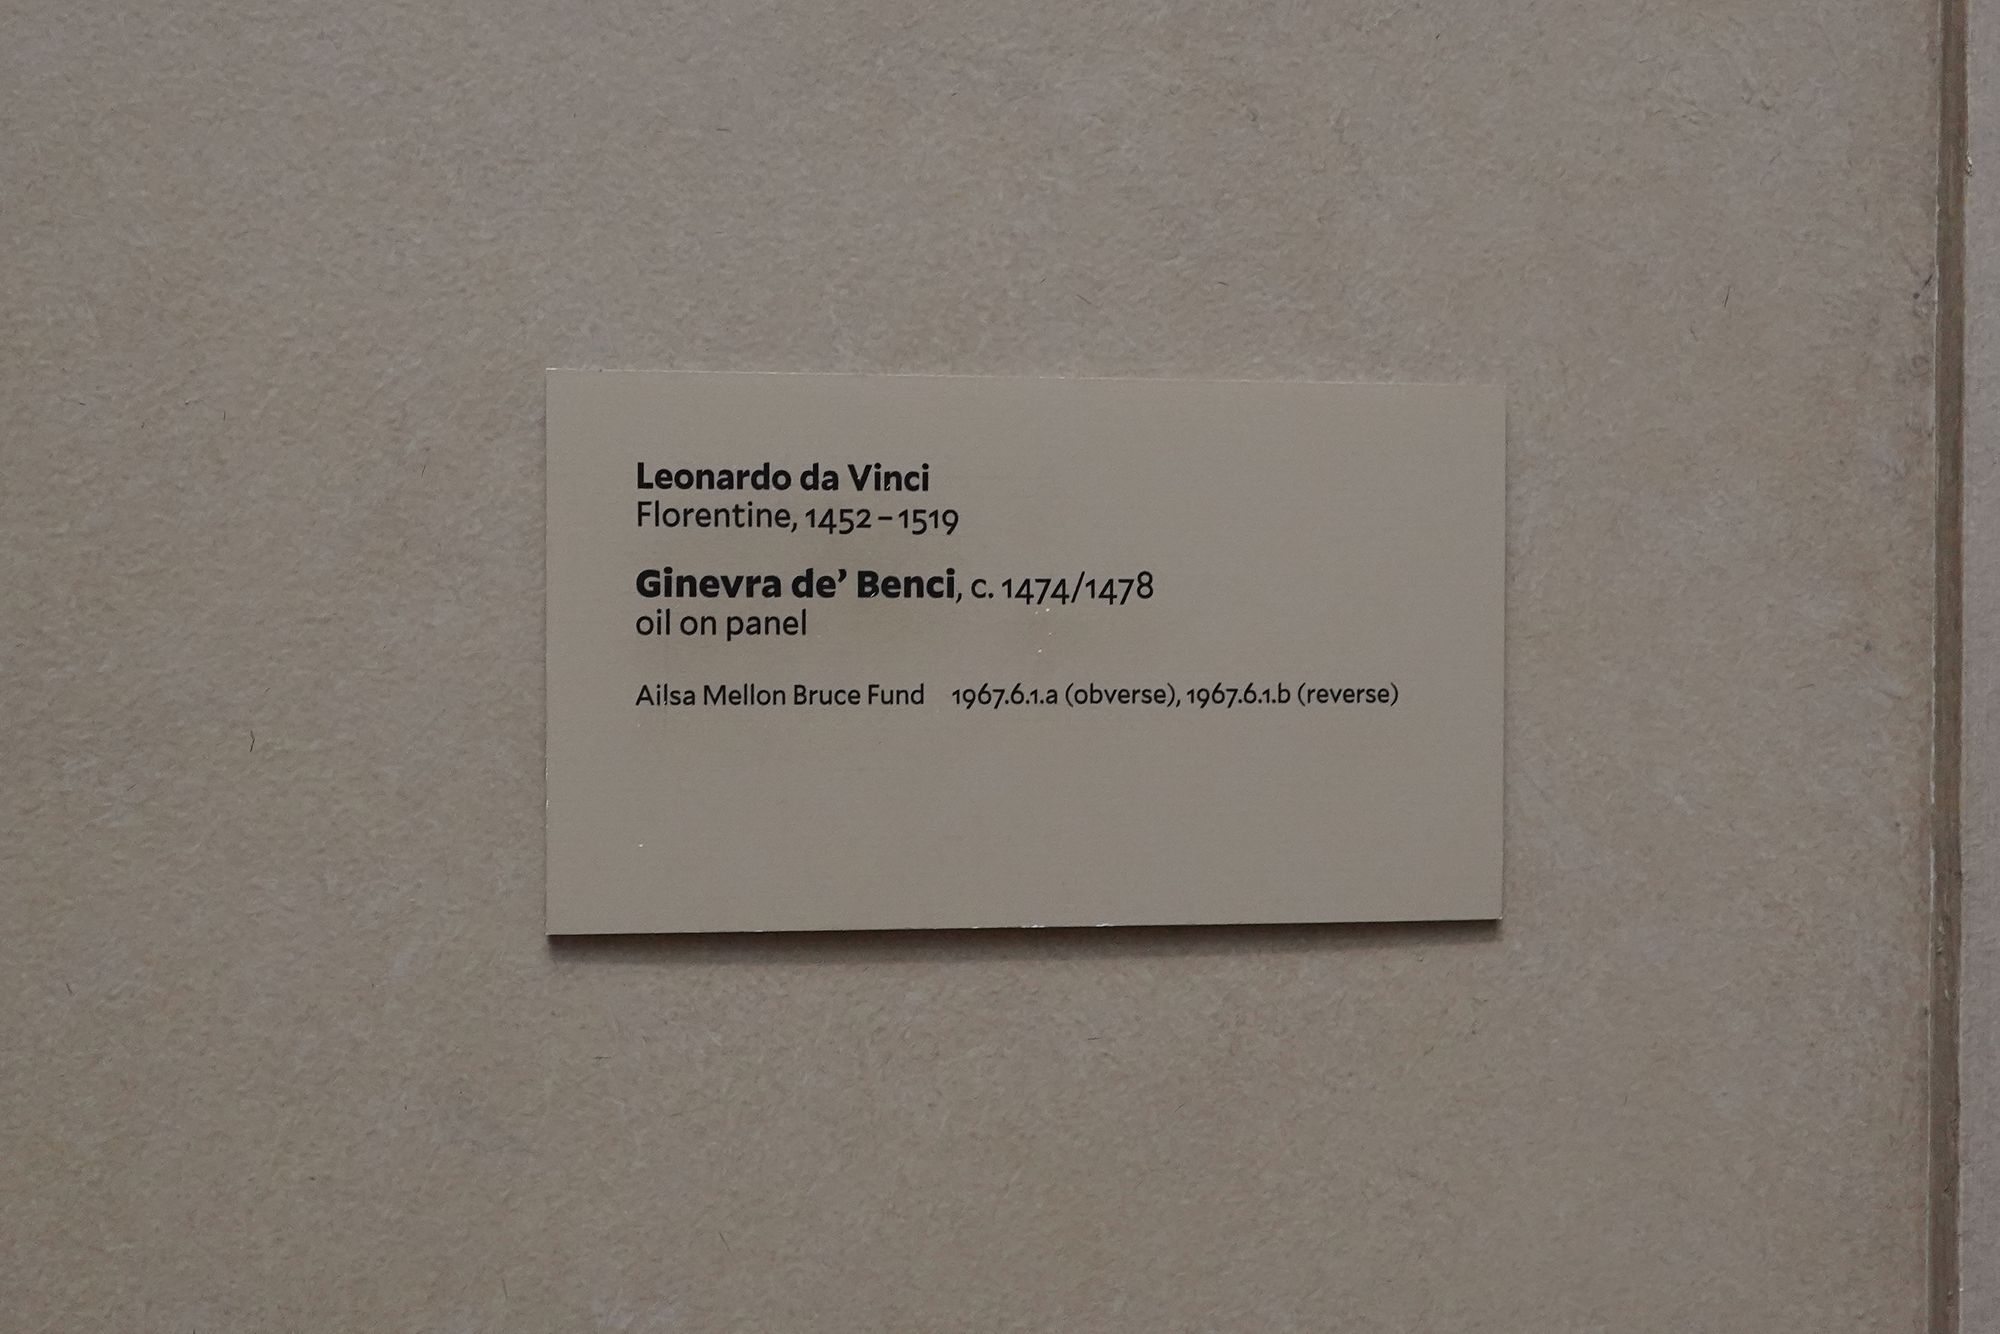 Leonardo da Vinci
Florentine, 1452 – 1519
Ginevra de’ Benci, c. 1474/1478
oil on panel
Ailsa Mellon Bruce Fund 1967.6.1.a (obverse), 1967.6.1.b (reverse)